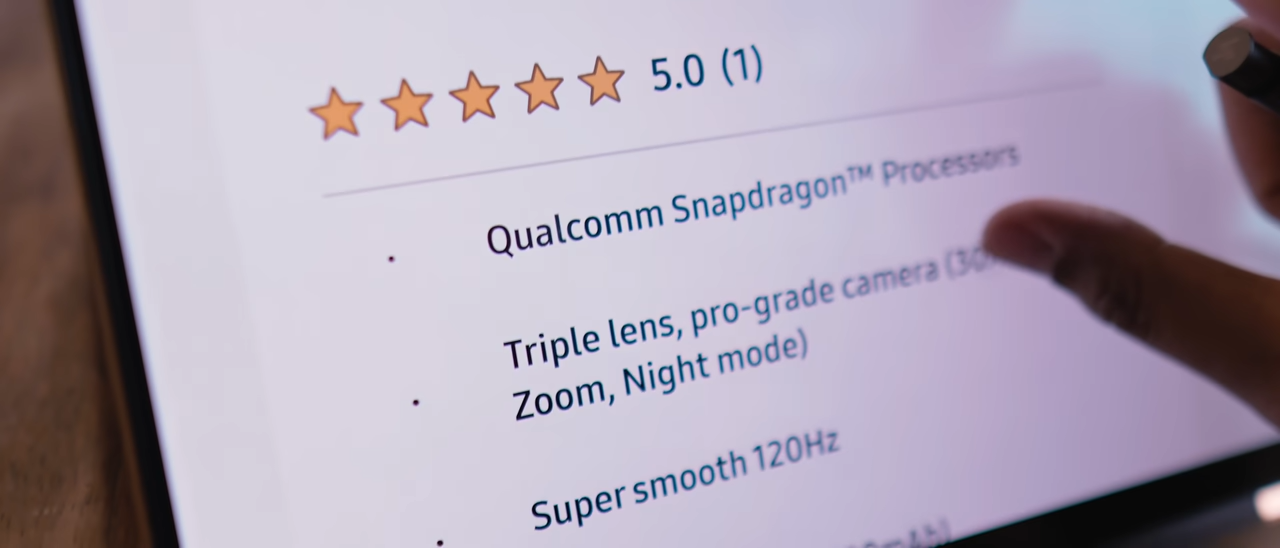 5.0 (1)
Qualcomm Snapdragon™ Processors
Triple lens, pro-grade camera
Zoom, Night mode)
Super smooth 120Hz